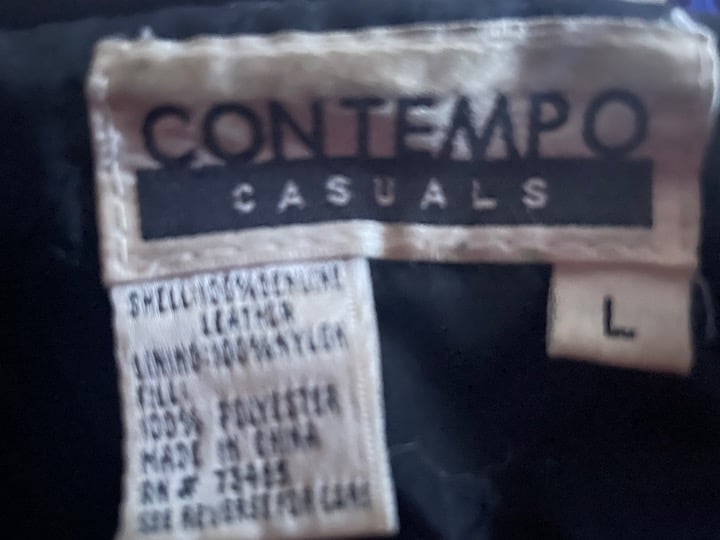 CONTEMPO
CASUALS
L
SHELL:100%GENUINE
LEATHER
LINING:100%NYLON
FILL:
100% POLYESTER
MADE IN CHINA
RN # 73485
SEE REVERSE FOR CARE